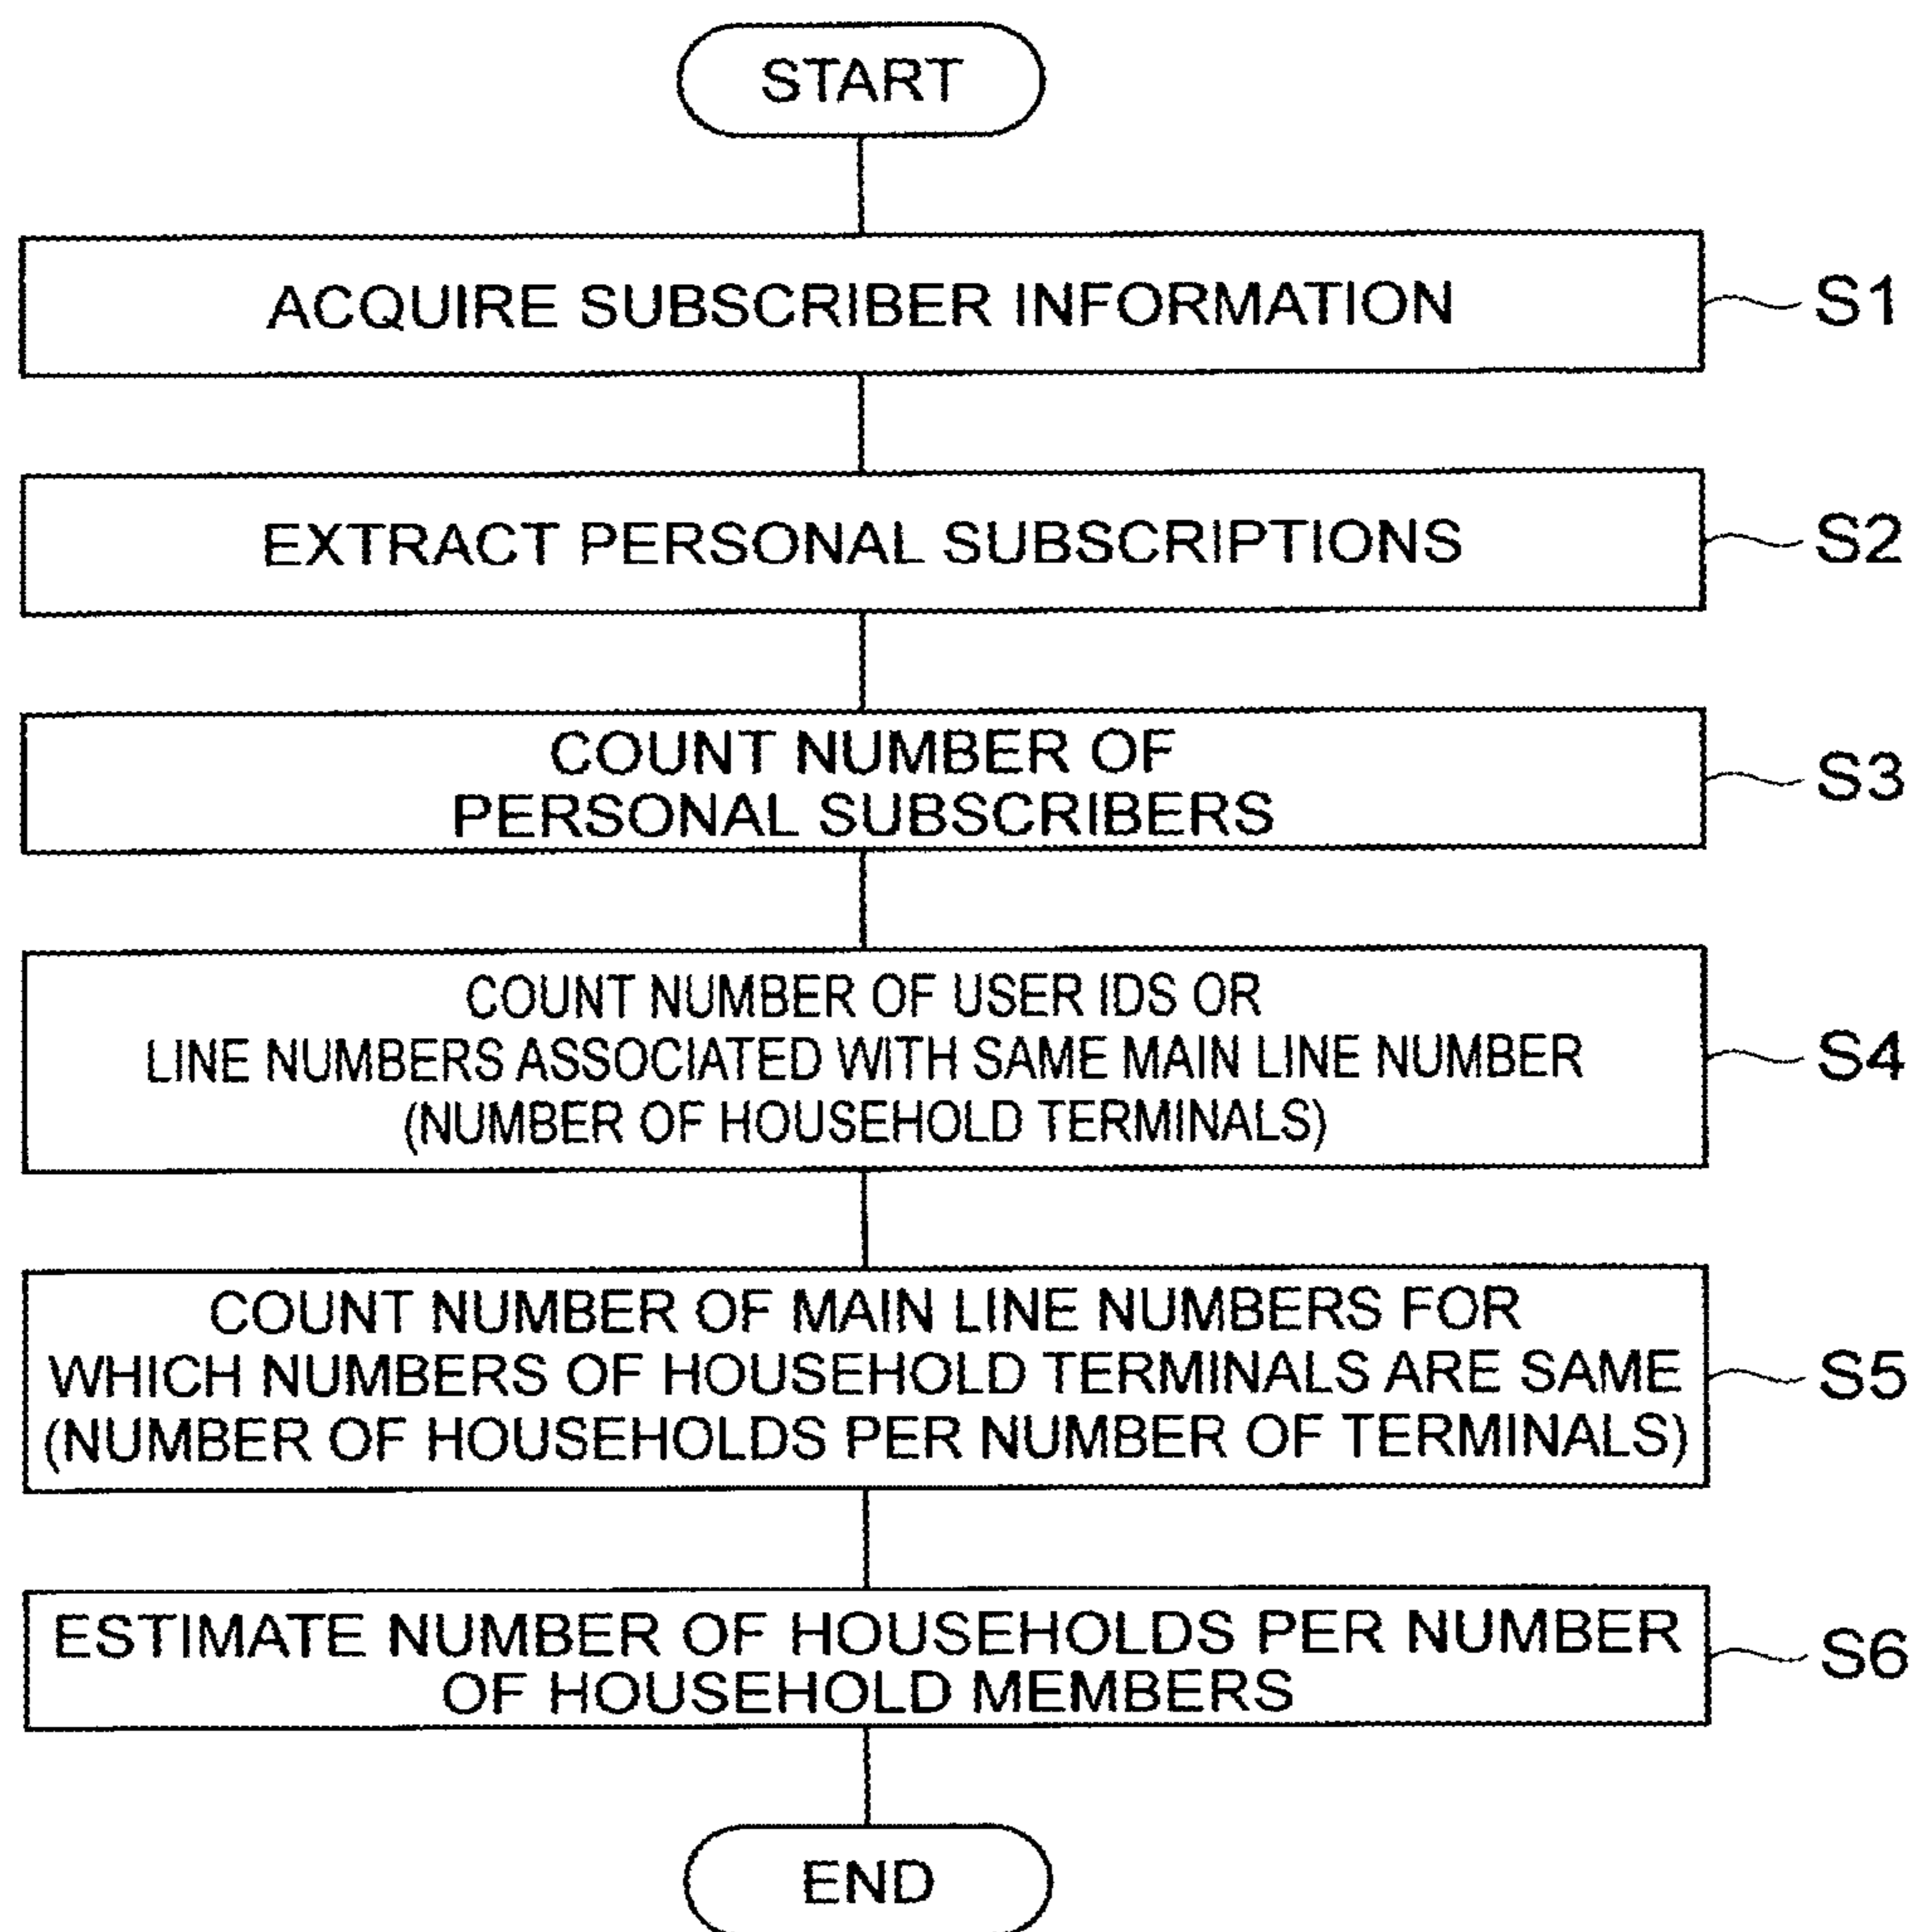 START
ACQUIRE SUBSCRIBER INFORMATION
S1
EXTRACT PERSONAL SUBSCRIPTIONS
S2
COUNT NUMBER OF
PERSONAL SUBSCRIBERS
S3
COUNT NUMBER OF USER IDS OR
LINE NUMBERS ASSOCIATED WITH SAME MAIN LINE NUMBER
(NUMBER OF HOUSEHOLD TERMINALS)
S4
COUNT NUMBER OF MAIN LINE NUMBERS FOR
WHICH NUMBERS OF HOUSEHOLD TERMINALS ARE SAME
(NUMBER OF HOUSEHOLDS PER NUMBER OF TERMINALS)
S5
ESTIMATE NUMBER OF HOUSEHOLDS PER NUMBER
OF HOUSEHOLD MEMBERS
S6
END